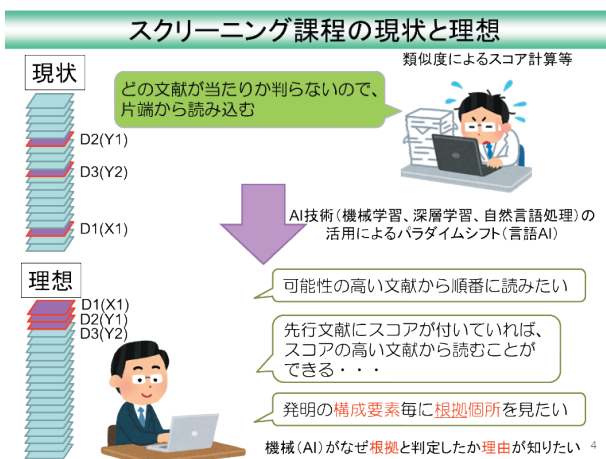 スクリーニング課程の現状と理想
類似度によるスコア計算等
現状
どの文献が当たりか判らないので、
片端から読み込む
D2(Y1)
D3(Y2)
D1(X1)
AI技術(機械学習、深層学習、自然言語処理)の
活用によるパラダイムシフト(言語AI)
理想
D1(X1)
D2(Y1)
D3(Y2)
可能性の高い文献から順番に読みたい
先行文献にスコアが付いていれば、
スコアの高い文献から読むことが
できる・・・
発明の構成要素毎に根拠個所を見たい
機械(AI)がなぜ根拠と判定したか理由が知りたい
4